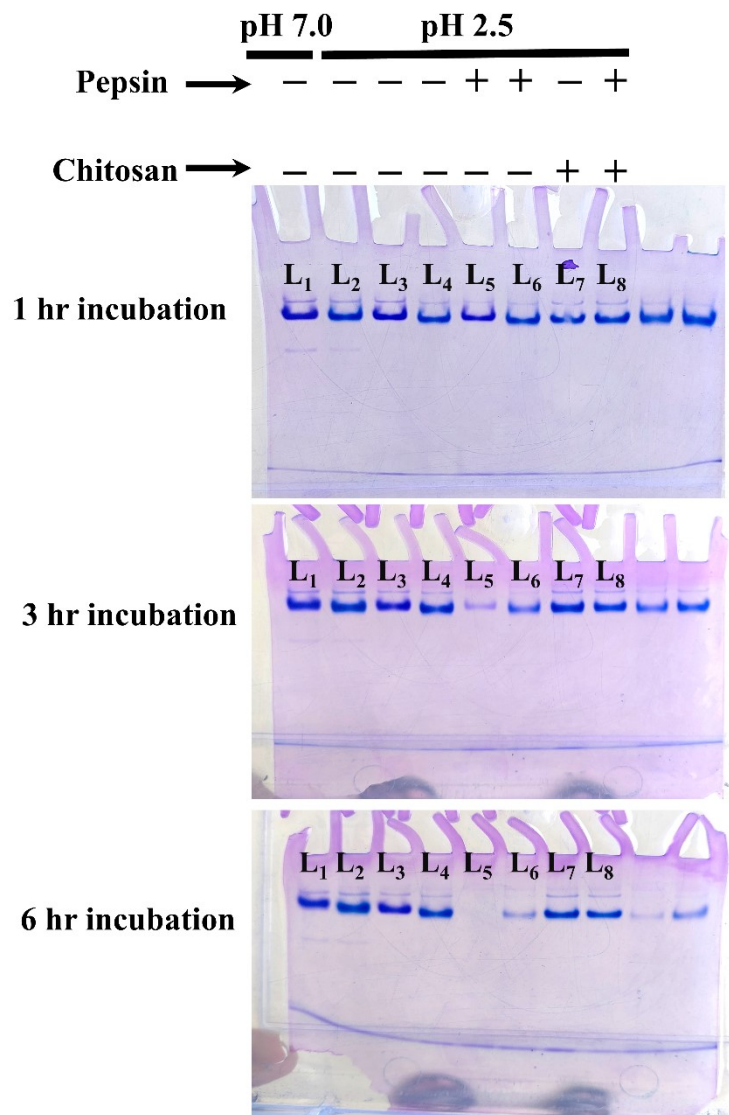 pH 7.0 pH 2.5
Pepsin − − − − + + − +
Chitosan − − − − − − + +
L1 L2 L3 L4 L5 L6 L7 L8
1 hr incubation
L1 L2 L3 L4 L5 L6 L7 L8
3 hr incubation
L1 L2 L3 L4 L5 L6 L7 L8
6 hr incubation